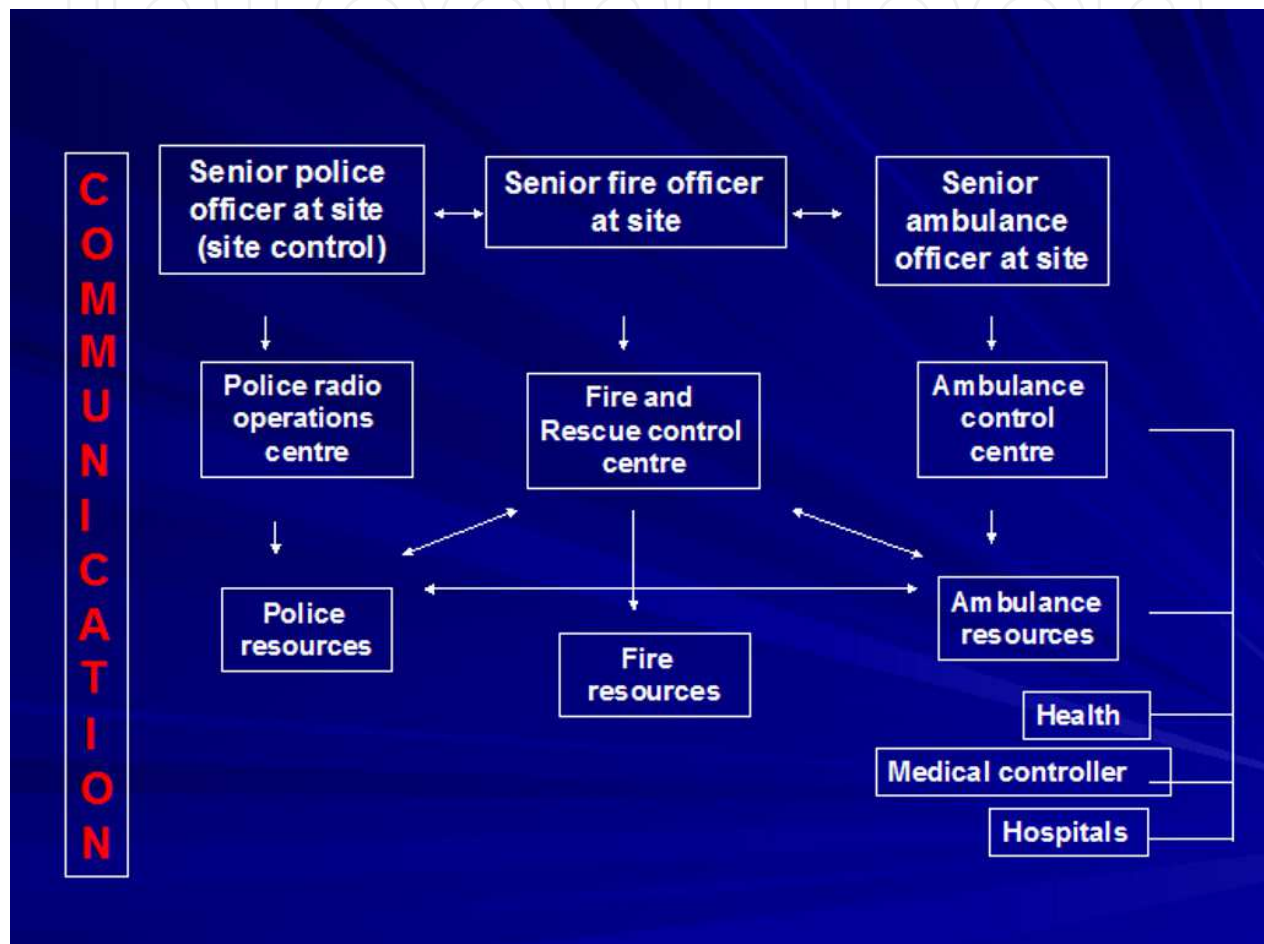 COMMUNICATION
Senior police
officer at site
(site control)
Senior fire officer
at site
Senior
ambulance
officer at site
Police radio
operations
centre
Fire and
Rescue control
centre
Ambulance
control
centre
Police
resources
Fire
resources
Ambulance
resources
Health
Medical controller
Hospitals